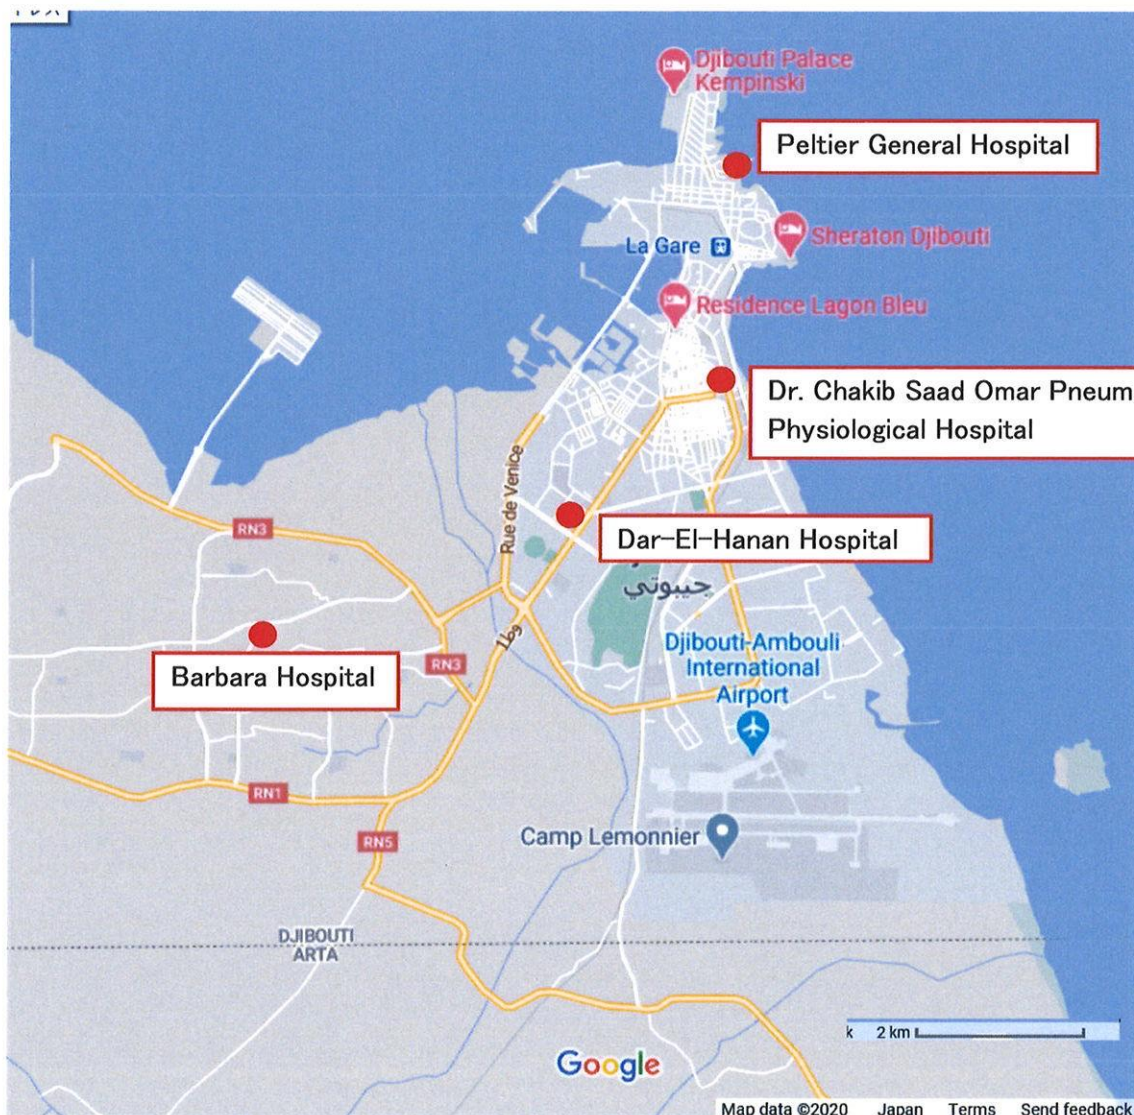 Djibouti Palace
Kempinski
Peltier General Hospital
Sheraton Djibouti
La Gare
Residence Lagon Bleu
Dr. Chakib Saad Omar Pneum
Physiological Hospital
Rue de Venice
RN3
Dar-El-Hanan Hospital
جيبوتي
Djibouti-Ambouli
International
Airport
RN3
Barbara Hospital
RN1
Camp Lemonnier
RN5
DJIBOUTI
ARTA
k 2 km
Google
Map data ©2020 Japan Terms Send feedback